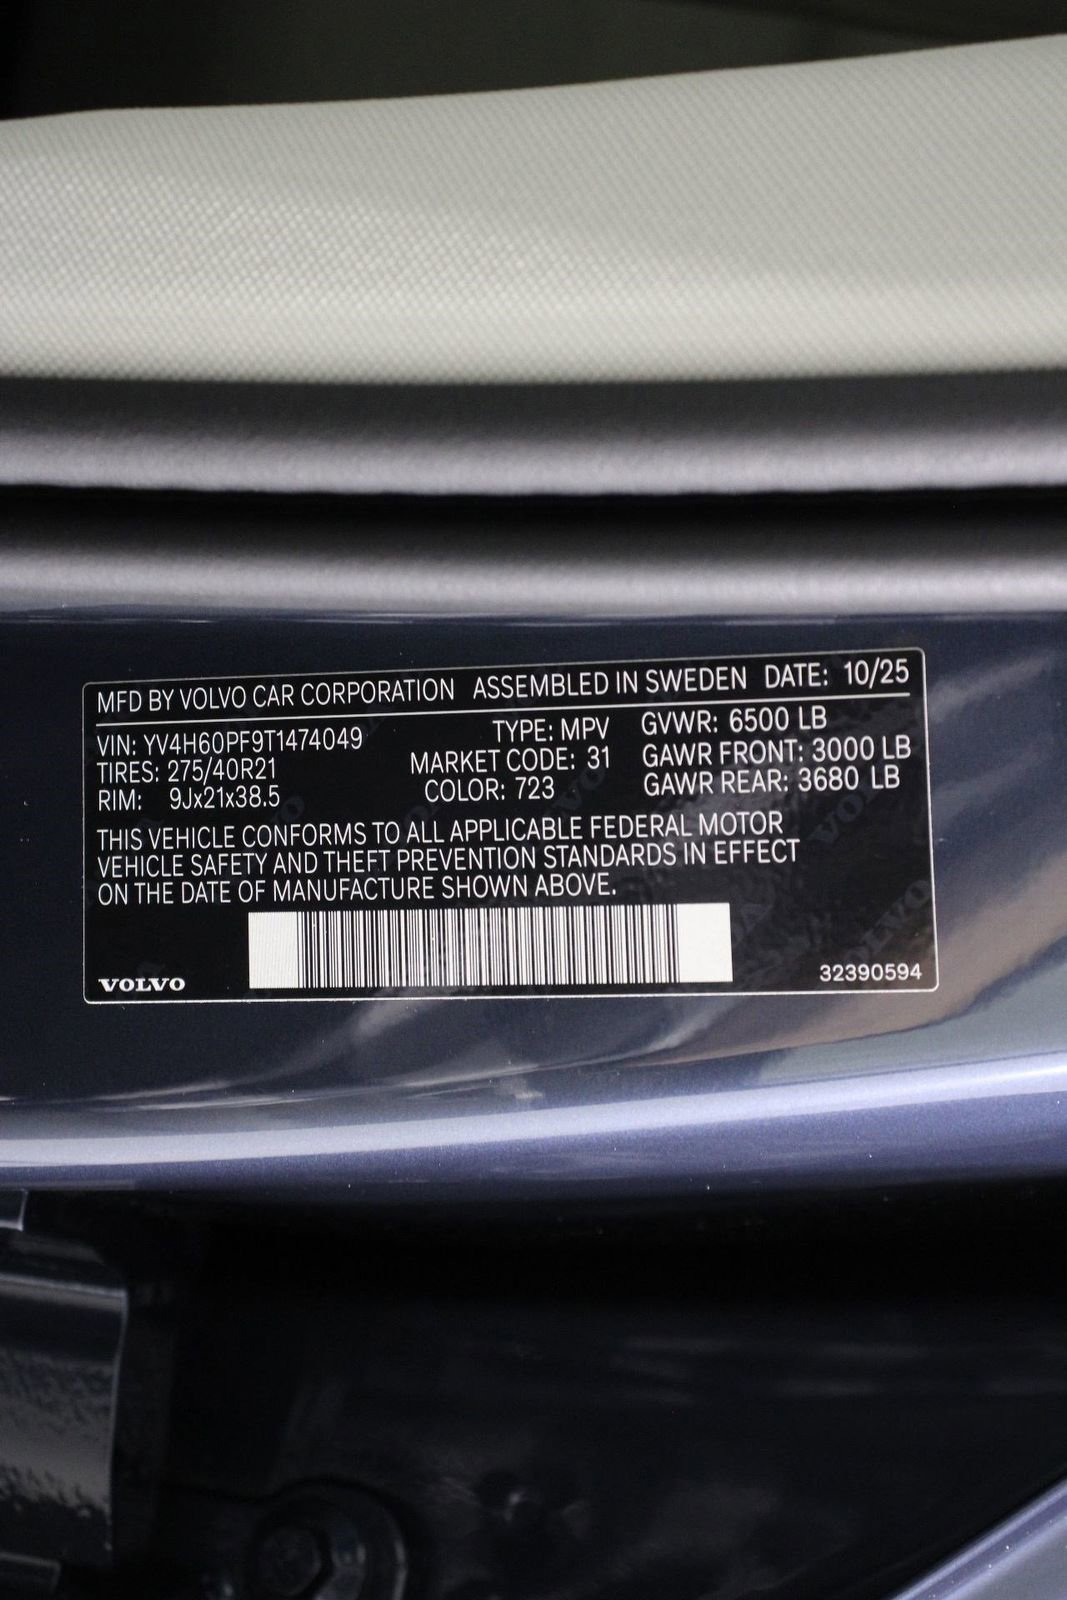 MFD BY VOLVO CAR CORPORATION ASSEMBLED IN SWEDEN DATE: 10/25
VIN: YV4H60PF9T1474049 TYPE: MPV GVWR: 6500 LB
TIRES: 275/40R21 MARKET CODE: 31 GAWR FRONT: 3000 LB
RIM: 9Jx21x38.5 COLOR: 723 GAWR REAR: 3680 LB
THIS VEHICLE CONFORMS TO ALL APPLICABLE FEDERAL MOTOR
VEHICLE SAFETY AND THEFT PREVENTION STANDARDS IN EFFECT
ON THE DATE OF MANUFACTURE SHOWN ABOVE.
VOLVO 32390594